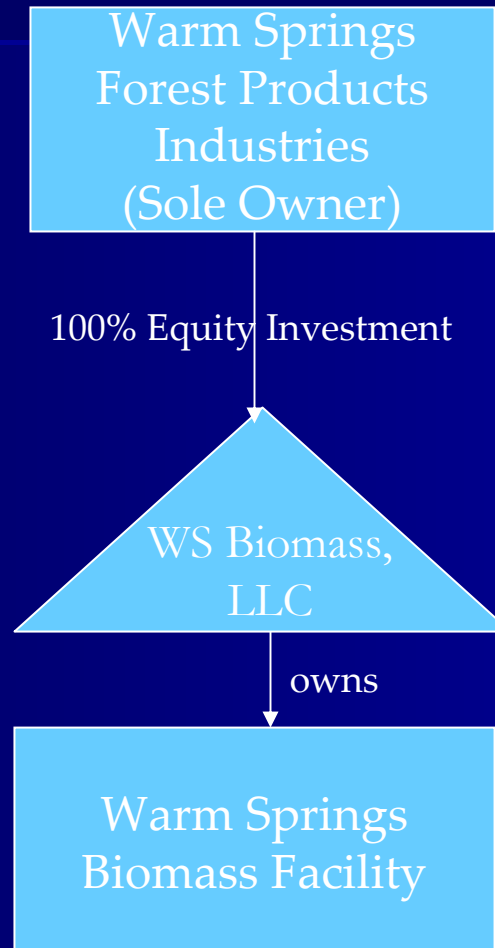 Warm Springs
Forest Products
Industries
(Sole Owner)
100% Equity Investment
WS Biomass,
LLC
owns
Warm Springs
Biomass Facility